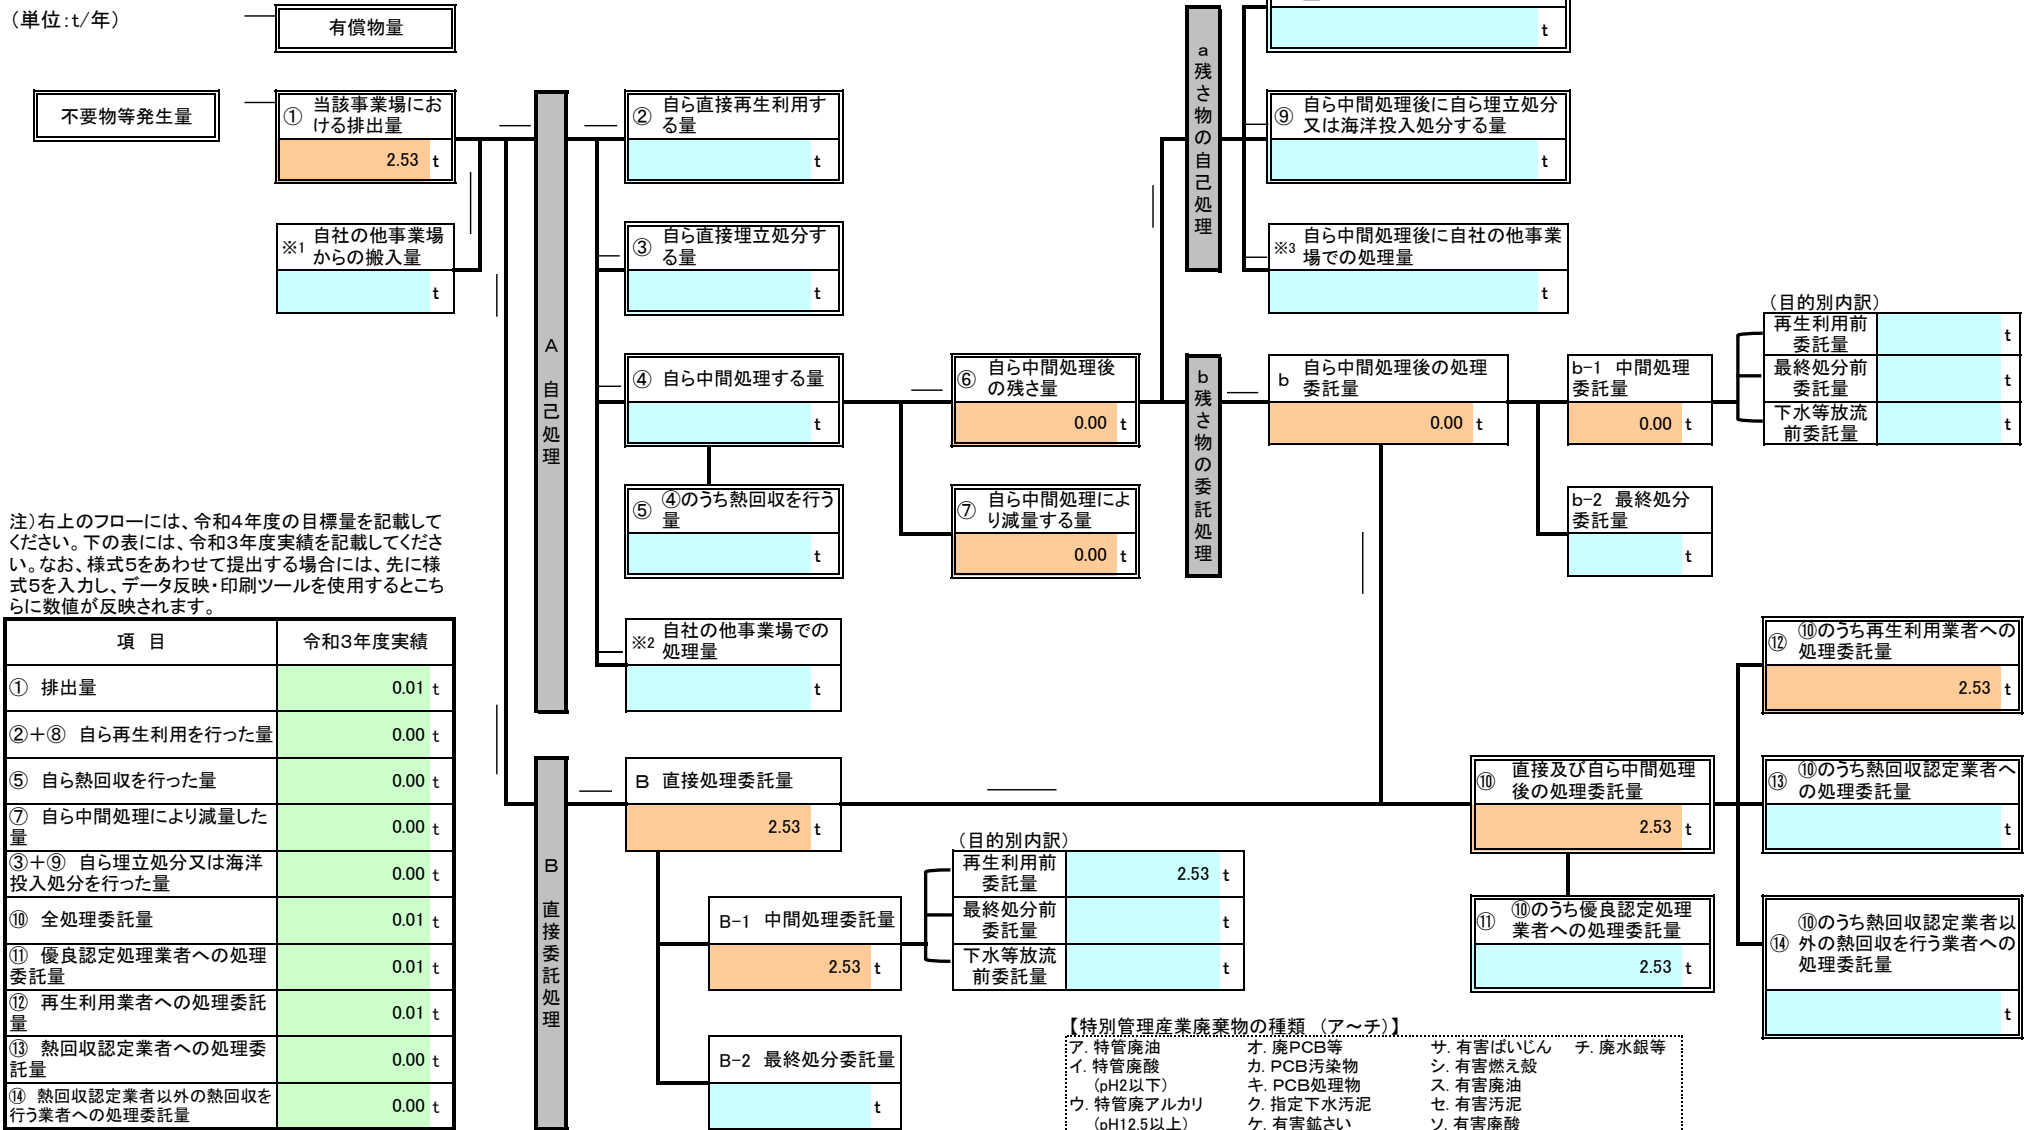 （単位：t/年）
有償物量
不要物等発生量
① 当該事業場における排出量
2.53 t
※1 自社の他事業場からの搬入量
t
A 自己処理
② 自ら直接再生利用する量
t
③ 自ら直接埋立処分する量
t
④ 自ら中間処理する量
t
⑤ ④のうち熱回収を行う量
t
※2 自社の他事業場での処理量
t
⑥ 自ら中間処理後の残さ量
0.00 t
⑦ 自ら中間処理により減量する量
0.00 t
a 残さ物の自己処理
t
⑨ 自ら中間処理後に自ら埋立処分又は海洋投入処分する量
t
※3 自ら中間処理後に自社の他事業場での処理量
t
b 残さ物の委託処理
b 自ら中間処理後の処理委託量
0.00 t
b-1 中間処理委託量
0.00 t
（目的別内訳）
再生利用前委託量 t
最終処分前委託量 t
下水等放流前委託量 t
b-2 最終処分委託量
t
注）右上のフローには、令和４年度の目標量を記載して
ください。下の表には、令和３年度実績を記載してくださ
い。なお、様式５をあわせて提出する場合には、先に様
式５を入力し、データ反映・印刷ツールを使用するとこち
らに数値が反映されます。
項 目 令和３年度実績
① 排出量 0.01 t
②＋⑧ 自ら再生利用を行った量 0.00 t
⑤ 自ら熱回収を行った量 0.00 t
⑦ 自ら中間処理により減量した量 0.00 t
③＋⑨ 自ら埋立処分又は海洋投入処分を行った量 0.00 t
⑩ 全処理委託量 0.01 t
⑪ 優良認定処理業者への処理委託量 0.01 t
⑫ 再生利用業者への処理委託量 0.01 t
⑬ 熱回収認定業者への処理委託量 0.00 t
⑭ 熱回収認定業者以外の熱回収を行う業者への処理委託量 0.00 t
B 直接委託処理
B 直接処理委託量
2.53 t
B-1 中間処理委託量
2.53 t
（目的別内訳）
再生利用前委託量 2.53 t
最終処分前委託量 t
下水等放流前委託量 t
B-2 最終処分委託量
t
⑩ 直接及び自ら中間処理後の処理委託量
2.53 t
⑪ ⑩のうち優良認定処理業者への処理委託量
2.53 t
⑫ ⑩のうち再生利用業者への処理委託量
2.53 t
⑬ ⑩のうち熱回収認定業者への処理委託量
t
⑭ ⑩のうち熱回収認定業者以外の熱回収を行う業者への処理委託量
t
【特別管理産業廃棄物の種類 （ア～チ）】
ア．特管廃油 オ．廃PCB等 サ．有害ばいじん チ．廃水銀等
イ．特管廃酸 カ．PCB汚染物 シ．有害燃え殻
（pH2以下） キ．PCB処理物 ス．有害廃油
ウ．特管廃アルカリ ク．指定下水汚泥 セ．有害汚泥
（pH12.5以上） ケ．有害鉱さい ソ．有害廃酸